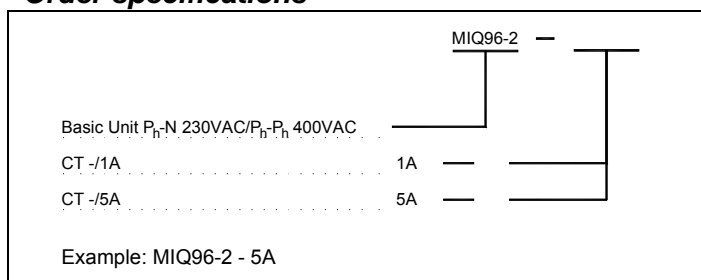 Order specifications
MIQ96-2 —
Basic Unit Ph-N 230VAC/Ph-Ph 400VAC
CT -/1A 1A
CT -/5A 5A
Example: MIQ96-2 - 5A